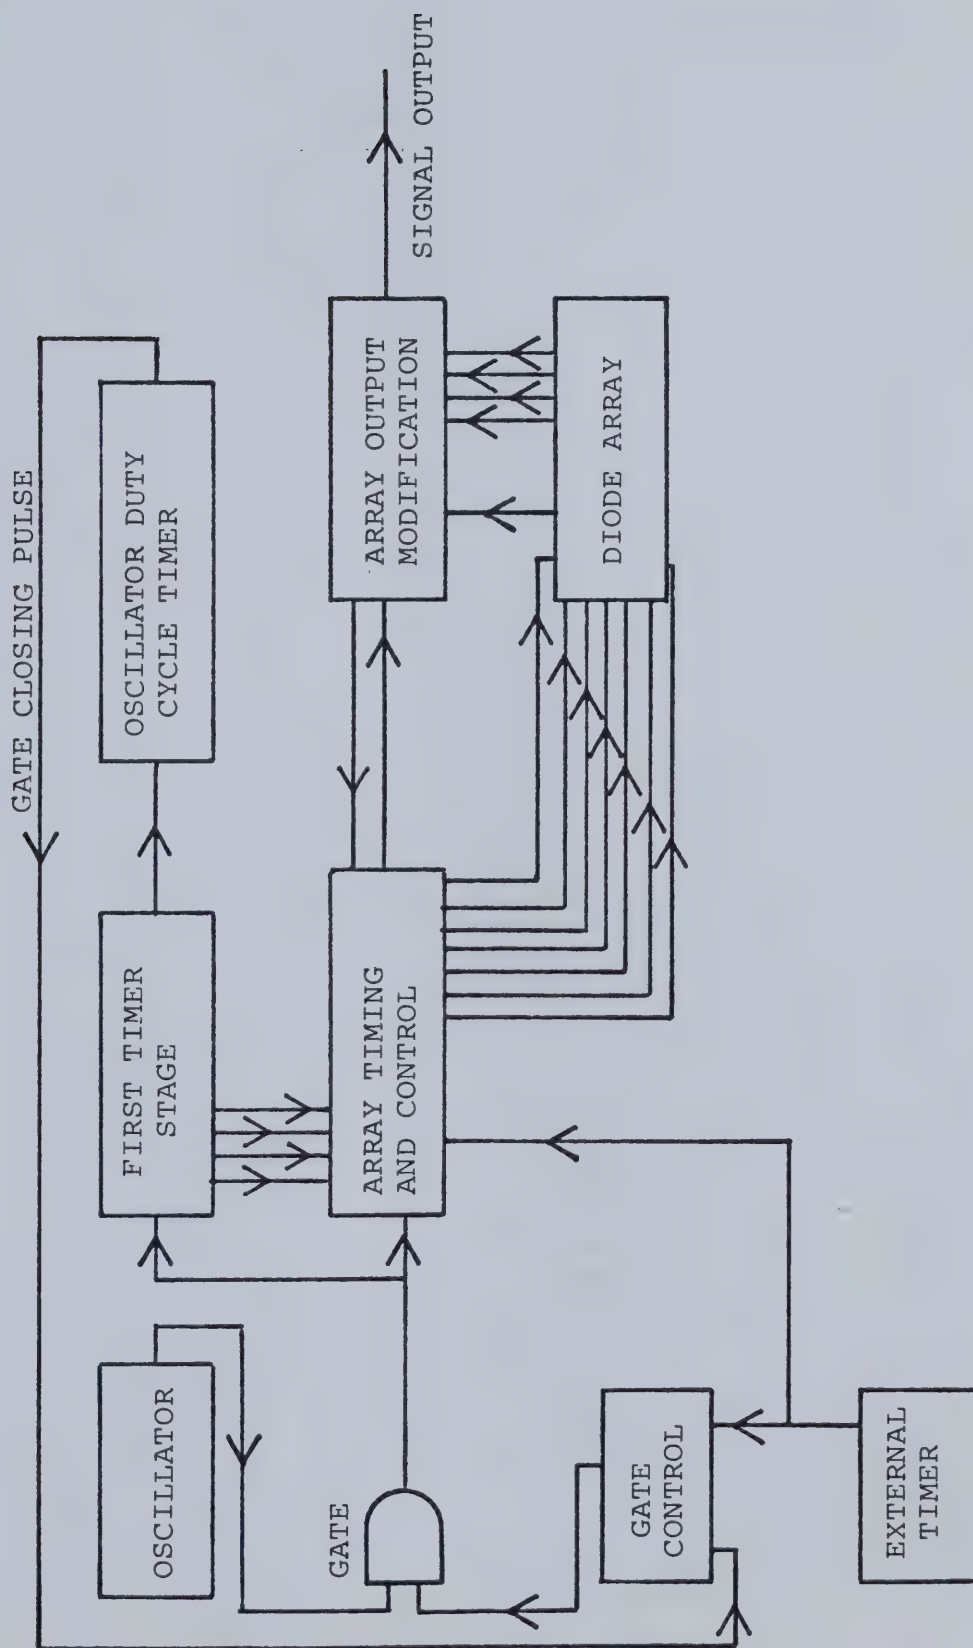 GATE CLOSING PULSE
OSCILLATOR
FIRST TIMER
STAGE
OSCILLATOR DUTY
CYCLE TIMER
GATE
ARRAY TIMING
AND CONTROL
ARRAY OUTPUT
MODIFICATION
SIGNAL OUTPUT
GATE
CONTROL
DIODE ARRAY
EXTERNAL
TIMER